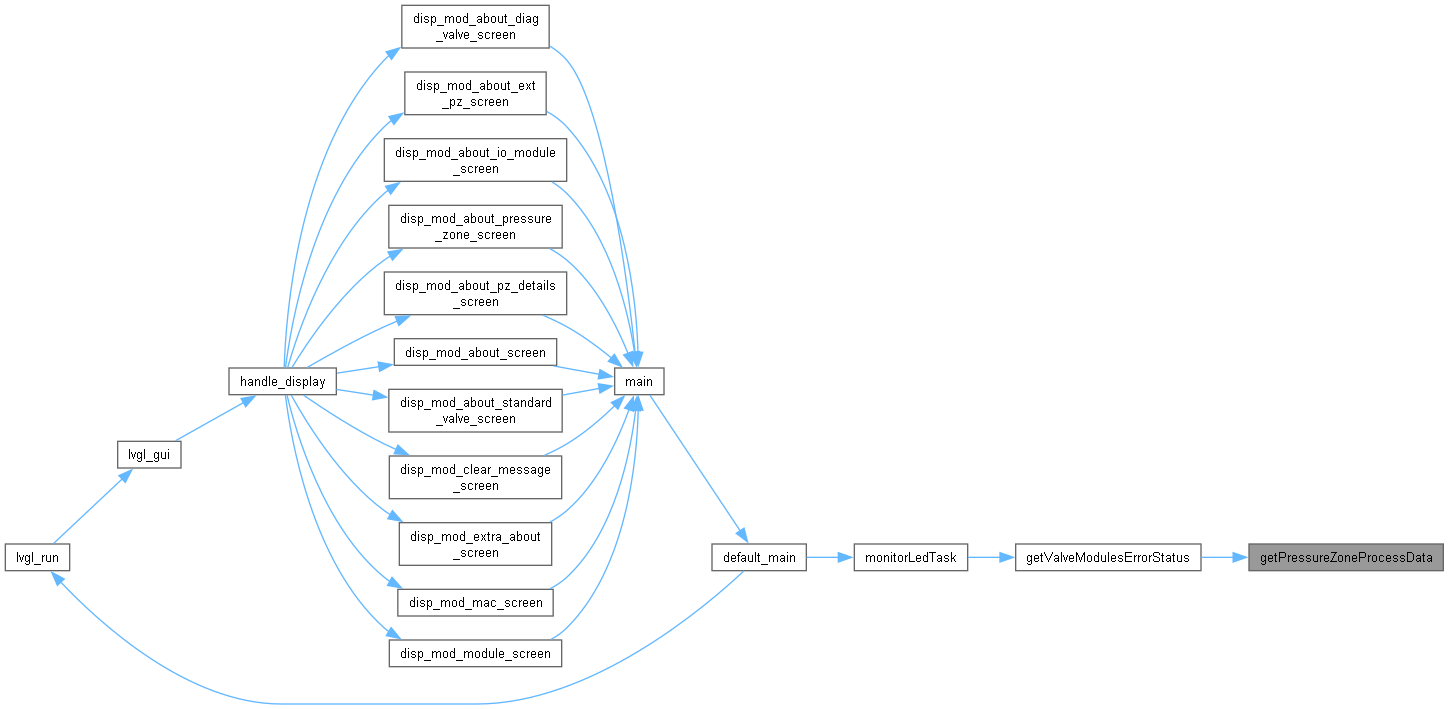 disp_mod_about_diag
_valve_screen
disp_mod_about_ext
_pz_screen
disp_mod_about_io_module
_screen
disp_mod_about_pressure
_zone_screen
disp_mod_about_pz_details
_screen
disp_mod_about_screen
handle_display
main
disp_mod_about_standard
_valve_screen
lvgl_gui
disp_mod_clear_message
_screen
disp_mod_extra_about
_screen
lvgl_run
default_main
monitorLedTask
getValveModulesErrorStatus
getPressureZoneProcessData
disp_mod_mac_screen
disp_mod_module_screen